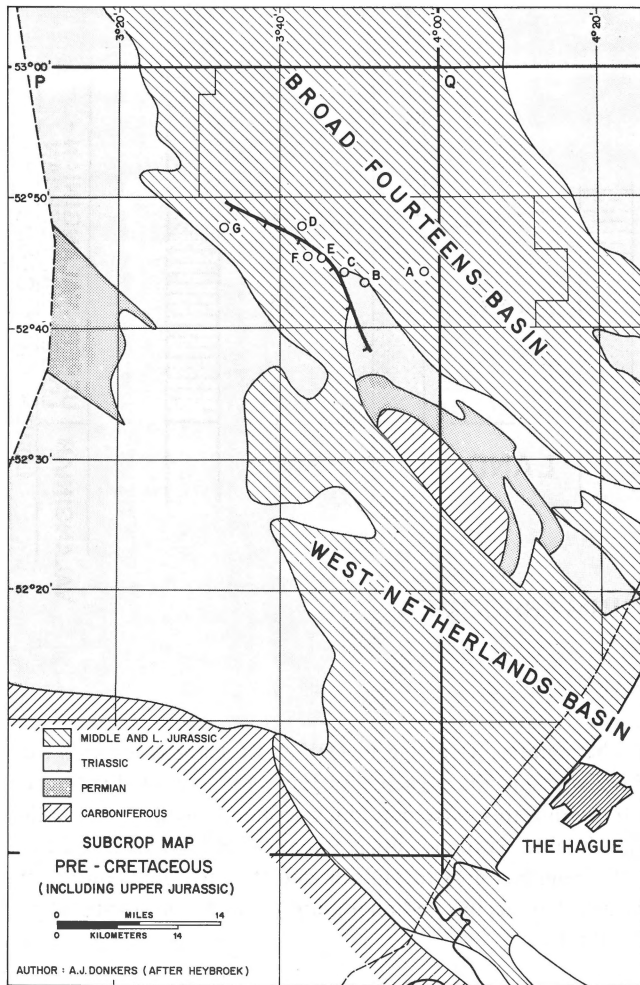 3°20'
3°40'
4°00'
4°20'
53°00'
P
Q
BROAD FOURTEENS BASIN
52°50'
G
D
F
E
C
B
A
52°40'
52°30'
WEST NETHERLANDS BASIN
52°20'
MIDDLE AND L. JURASSIC
TRIASSIC
PERMIAN
CARBONIFEROUS
SUBCROP MAP
PRE - CRETACEOUS
(INCLUDING UPPER JURASSIC)
0 MILES 14
0 KILOMETERS 14
THE HAGUE
AUTHOR : A.J. DONKERS (AFTER HEYBROEK)